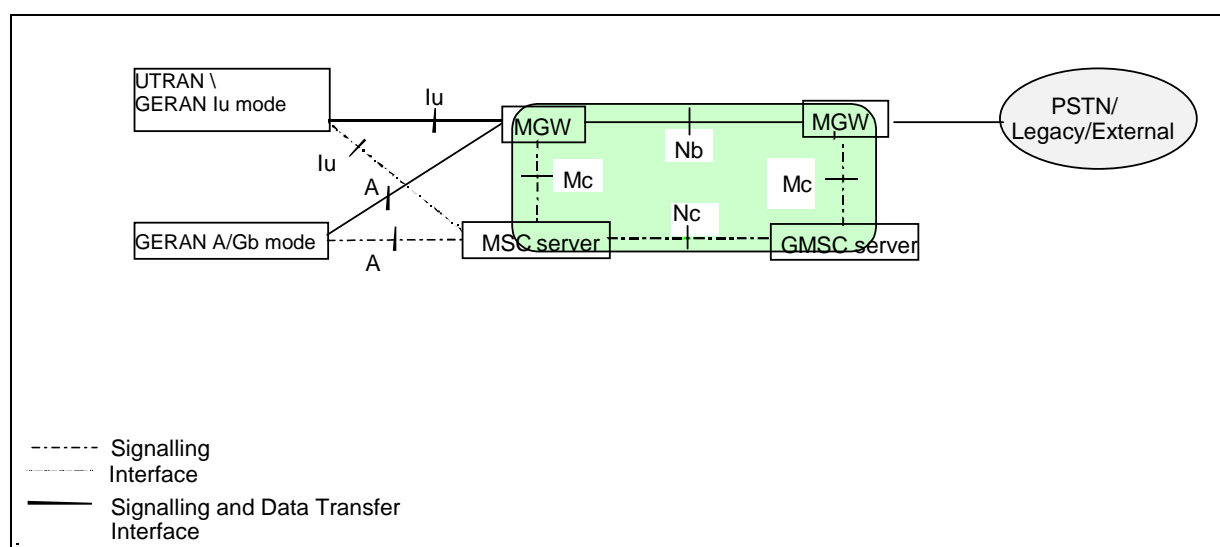 UTRAN \
GERAN Iu mode
Iu
MGW
MGW
PSTN/
Legacy/External
Nb
Iu
Mc
Mc
A
Nc
GERAN A/Gb mode
MSC server
GMSC server
A
Signalling
Interface
Signalling and Data Transfer
Interface